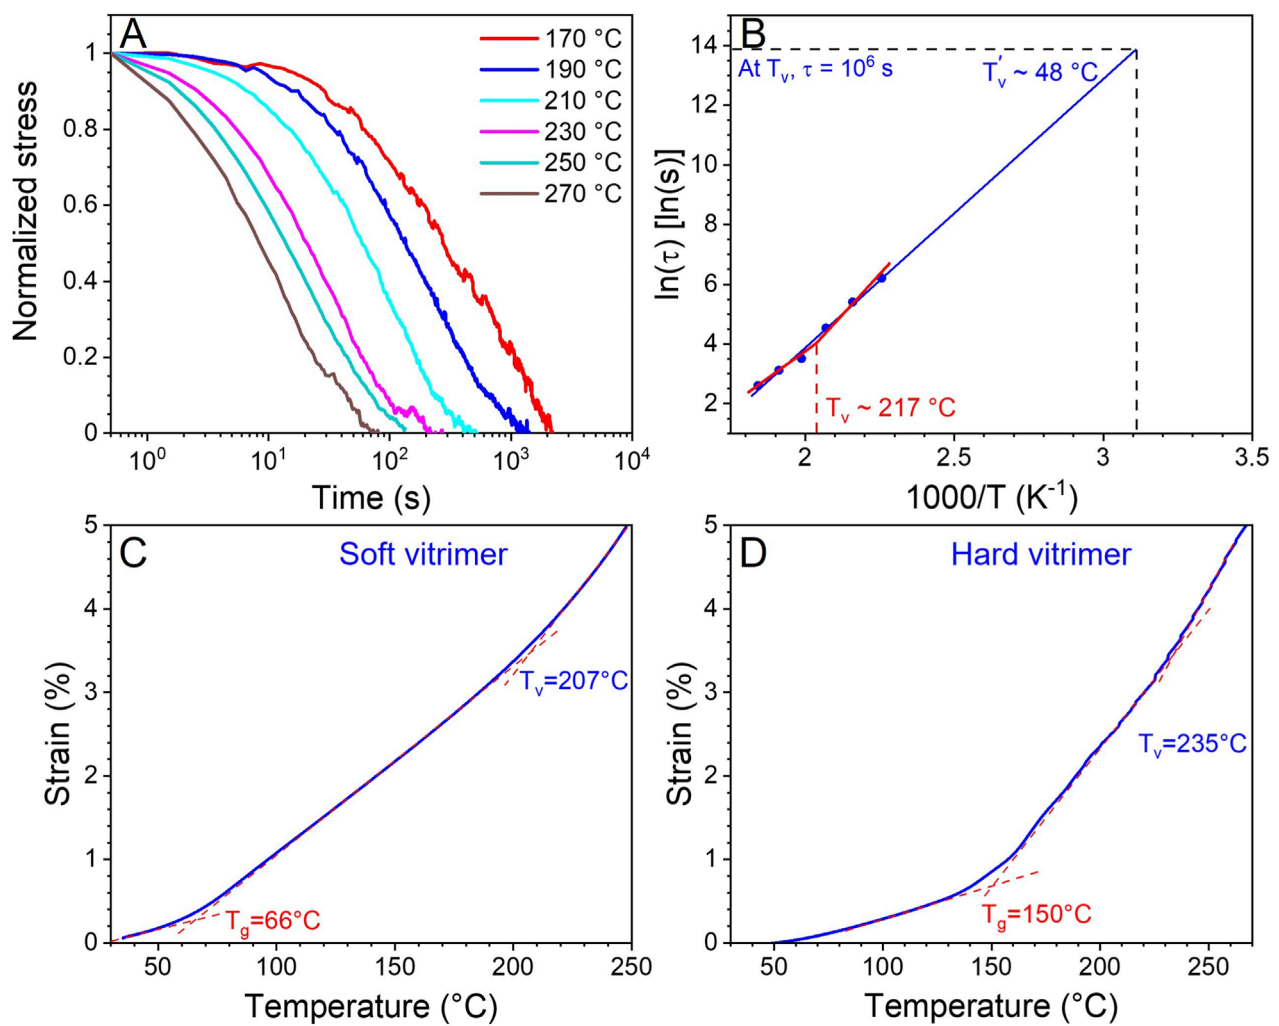 A
170 °C
190 °C
210 °C
230 °C
250 °C
270 °C
Normalized stress
1
0.8
0.6
0.4
0.2
0
10⁰ 10¹ 10² 10³ 10⁴
Time (s)
B
At Tᵥ, τ = 10⁶ s
Tᵥ′ ~ 48 °C
Tᵥ ~ 217 °C
ln(τ) [ln(s)]
14
12
10
8
6
4
2
2 2.5 3 3.5
1000/T (K⁻¹)
C
Soft vitrimer
Tᵥ=207°C
T_g=66°C
Strain (%)
5
4
3
2
1
0
50 100 150 200 250
Temperature (°C)
D
Hard vitrimer
Tᵥ=235°C
T_g=150°C
Strain (%)
5
4
3
2
1
0
50 100 150 200 250
Temperature (°C)